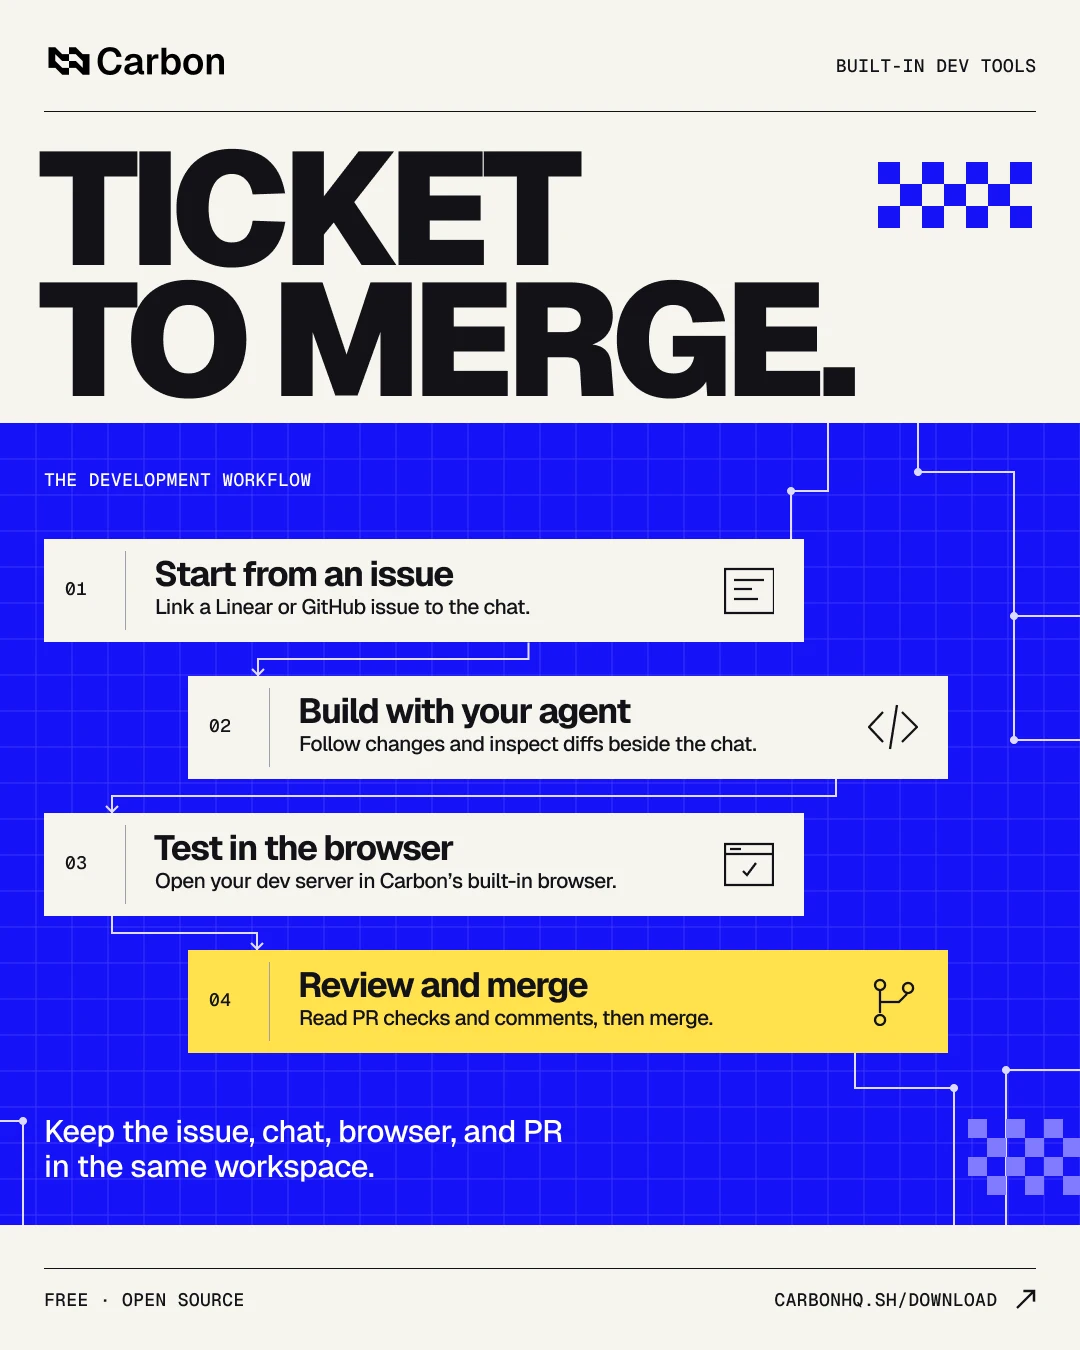 Carbon
BUILT-IN DEV TOOLS
TICKET
TO MERGE.
THE DEVELOPMENT WORKFLOW
01
Start from an issue
Link a Linear or GitHub issue to the chat.
02
Build with your agent
Follow changes and inspect diffs beside the chat.
03
Test in the browser
Open your dev server in Carbon’s built-in browser.
04
Review and merge
Read PR checks and comments, then merge.
Keep the issue, chat, browser, and PR
in the same workspace.
FREE · OPEN SOURCE
CARBONHQ.SH/DOWNLOAD